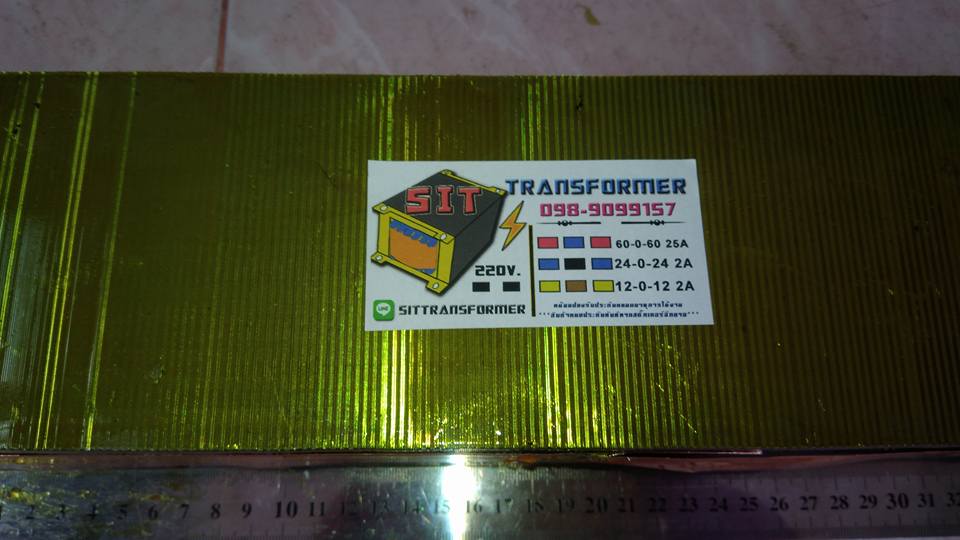 SIT TRANSFORMER
098-9099157
60-0-60 25A
24-0-24 2A
12-0-12 2A
220V.
LINE SITTRANSFORMER
1 2 3 4 5 6 7 8 9 10 11 12 13 14 15 16 17 18 19 20 21 22 23 24 25 26 27 28 29 30 31 32